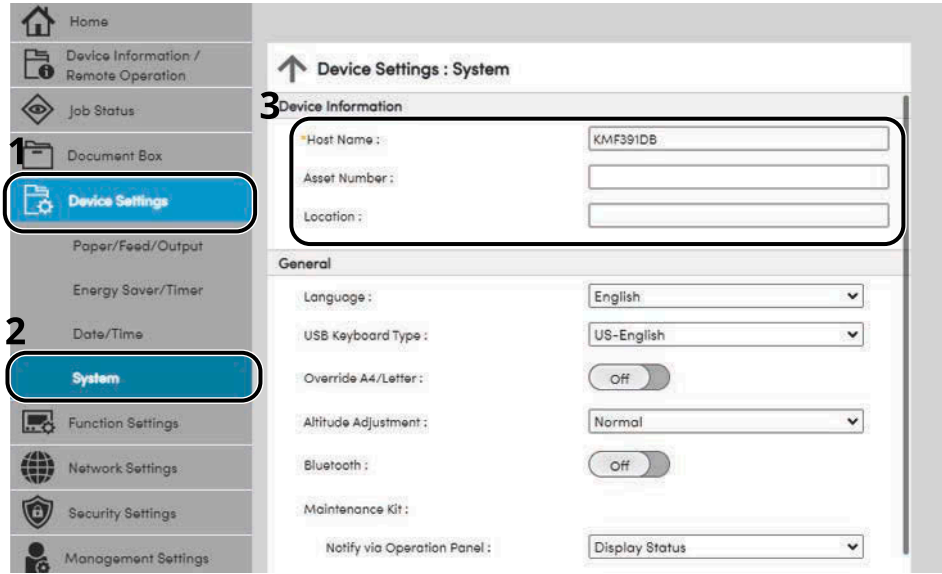 Home
Device Information /
Remote Operation
Job Status
1
Document Box
Device Settings
Paper/Feed/Output
Energy Saver/Timer
2
Date/Time
System
Function Settings
Network Settings
Security Settings
Management Settings
Device Settings : System
3
Device Information
*Host Name : KMF391DB
Asset Number :
Location :
General
Language : English
USB Keyboard Type : US-English
Override A4/Letter : Off
Altitude Adjustment : Normal
Bluetooth : Off
Maintenance Kit :
Notify via Operation Panel : Display Status